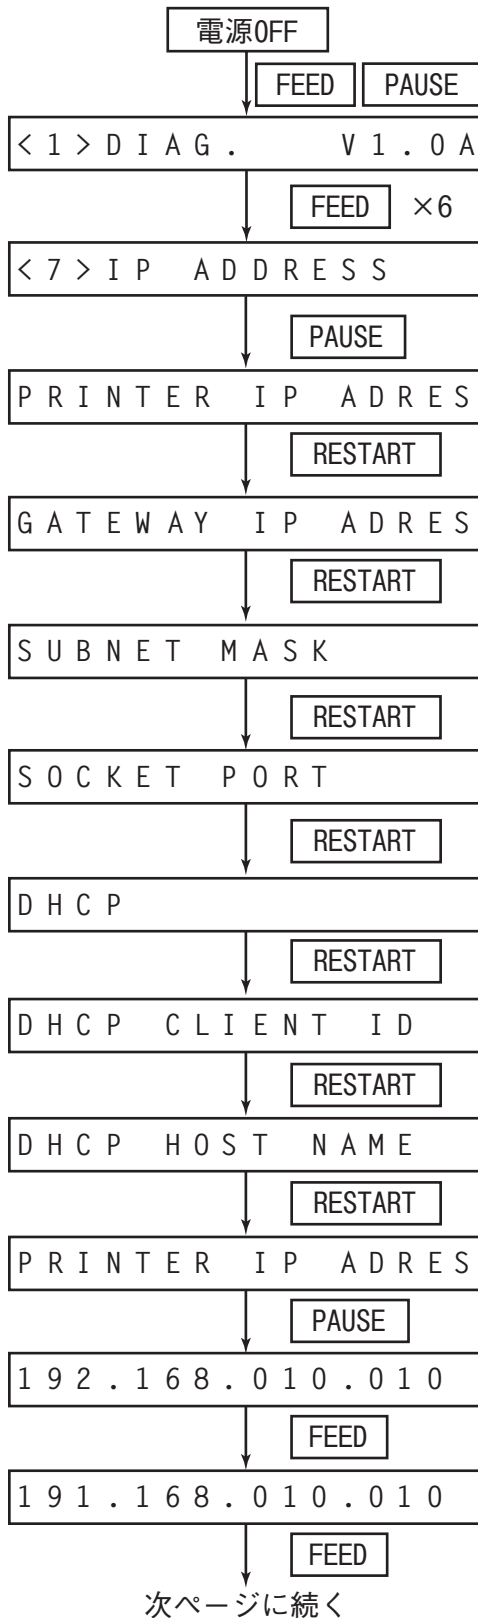 電源OFF
FEED PAUSE
<1>DIAG. V1.0A
FEED ×6
<7>IP ADDRESS
PAUSE
PRINTER IP ADRES
RESTART
GATEWAY IP ADRES
RESTART
SUBNET MASK
RESTART
SOCKET PORT
RESTART
DHCP
RESTART
DHCP CLIENT ID
RESTART
DHCP HOST NAME
RESTART
PRINTER IP ADRES
PAUSE
192.168.010.010
FEED
191.168.010.010
FEED
次ページに続く